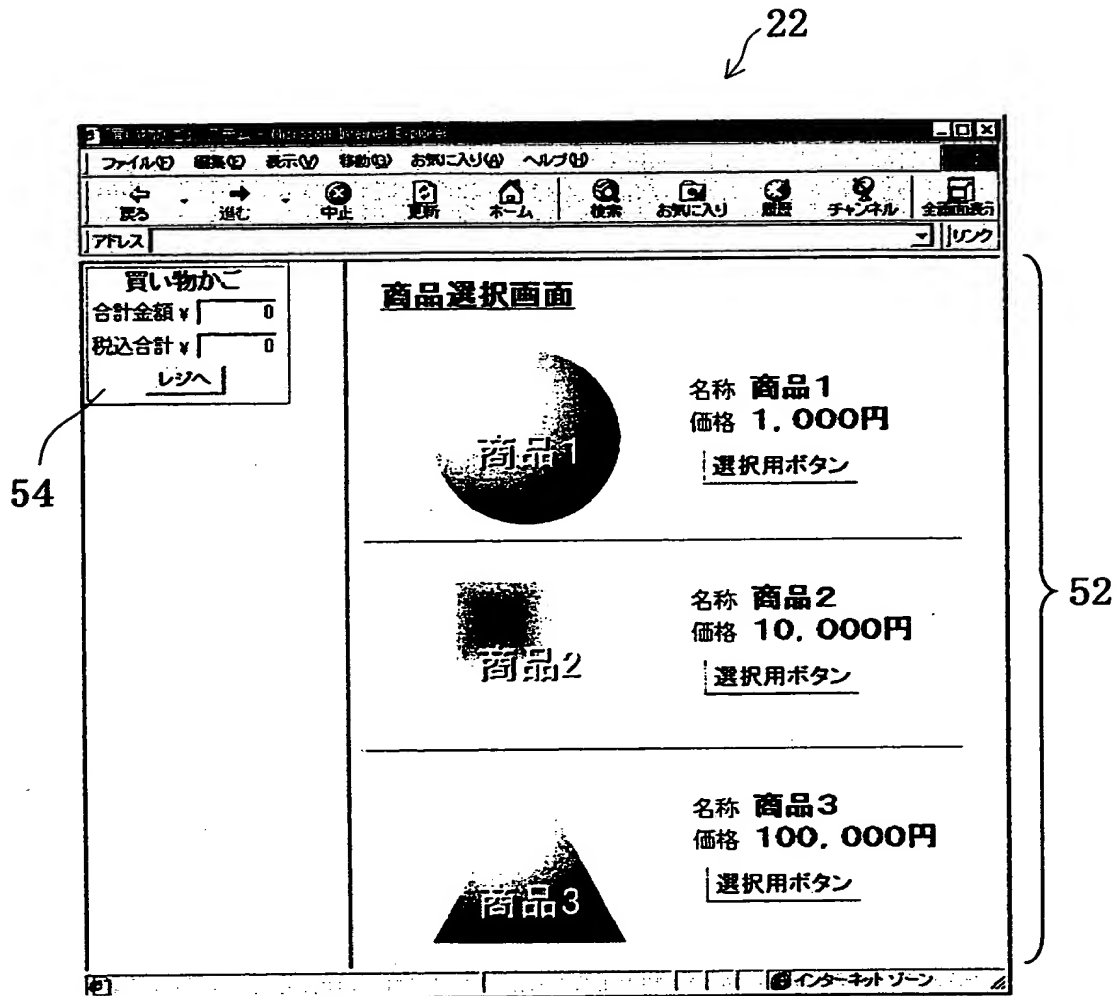 22
Microsoft Internet Explorer
ファイル(F) 編集(E) 表示(V) 移動(G) お気に入り(A) ヘルプ(H)
戻る 進む 中止 更新 ホーム 検索 お気に入り 履歴 チャンネル 全画面表示
アドレス リンク
買い物かご
合計金額 ¥ 0
税込合計 ¥ 0
レジへ
54
商品選択画面
商品1
名称 商品1
価格 1,000円
選択用ボタン
52
商品2
名称 商品2
価格 10,000円
選択用ボタン
商品3
名称 商品3
価格 100,000円
選択用ボタン
インターネット ゾーン